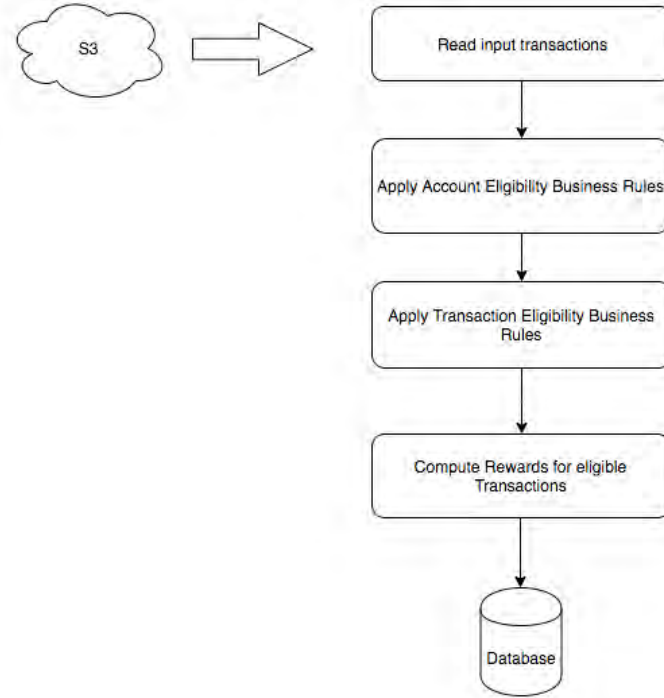 S3
Read input transactions
Apply Account Eligibility Business Rules
Apply Transaction Eligibility Business
Rules
Compute Rewards for eligible
Transactions
Database